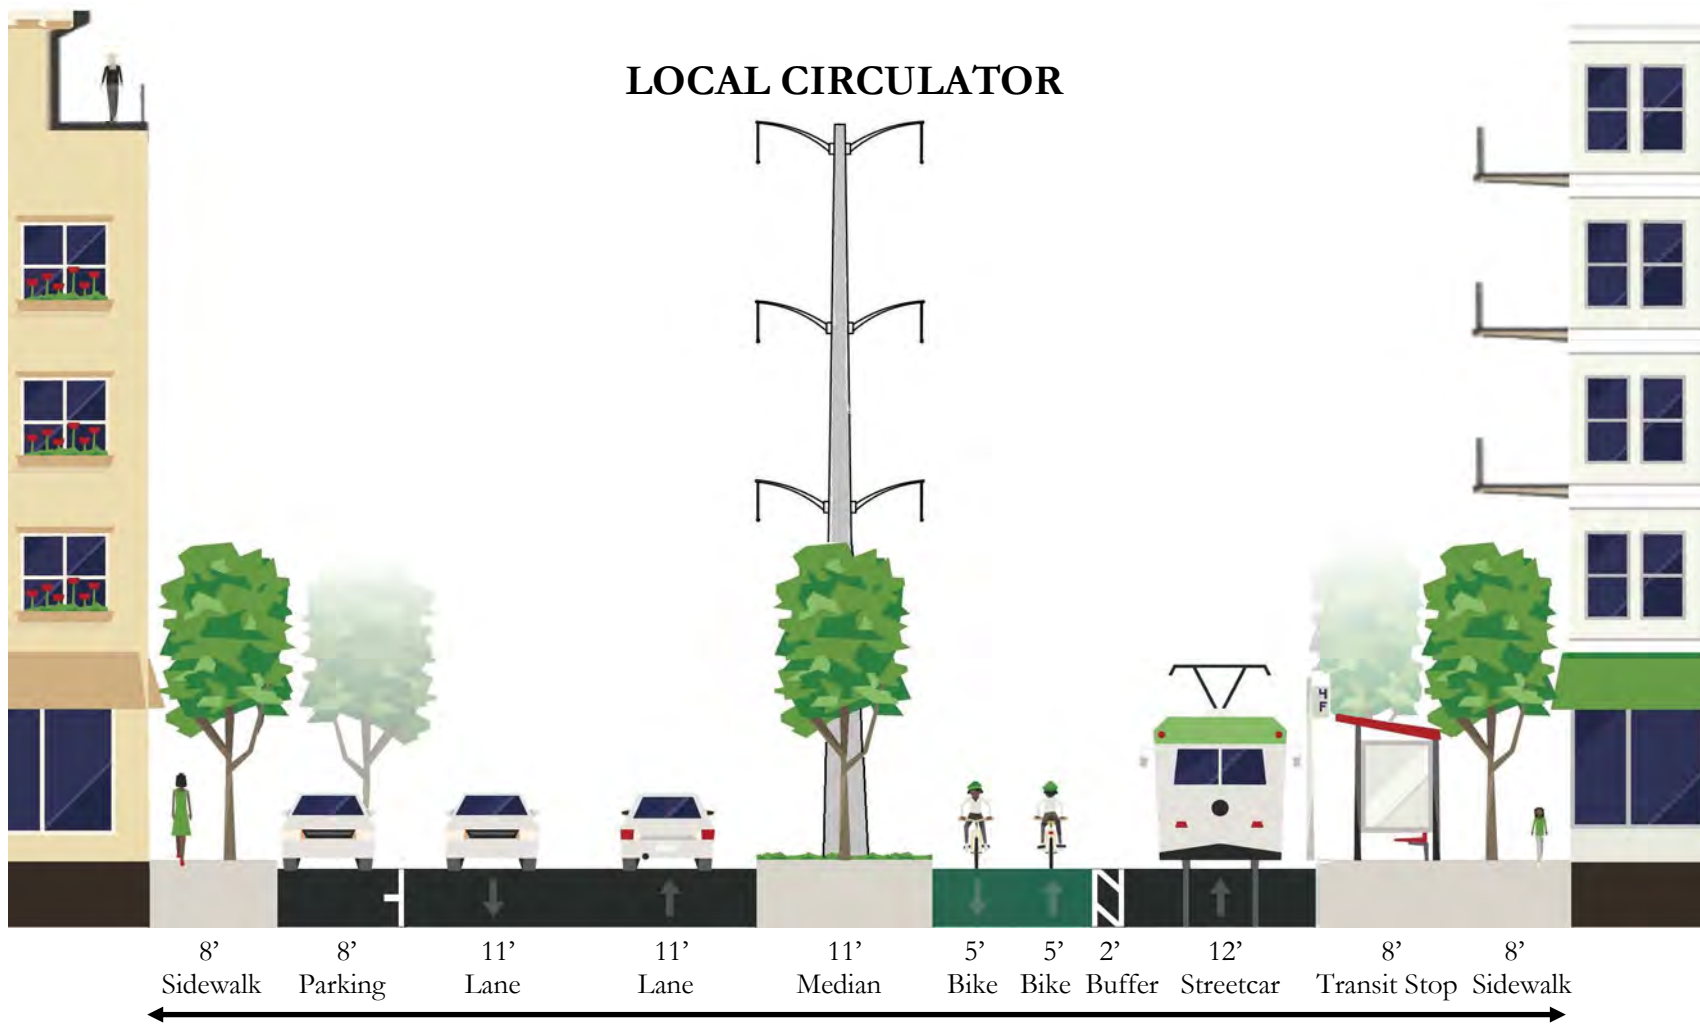 LOCAL CIRCULATOR
4
F
8’ 8’ 11’ 11’ 11’ 5’ 5’ 2’ 12’ 8’ 8’
Sidewalk Parking Lane Lane Median Bike Bike Buffer Streetcar Transit Stop Sidewalk